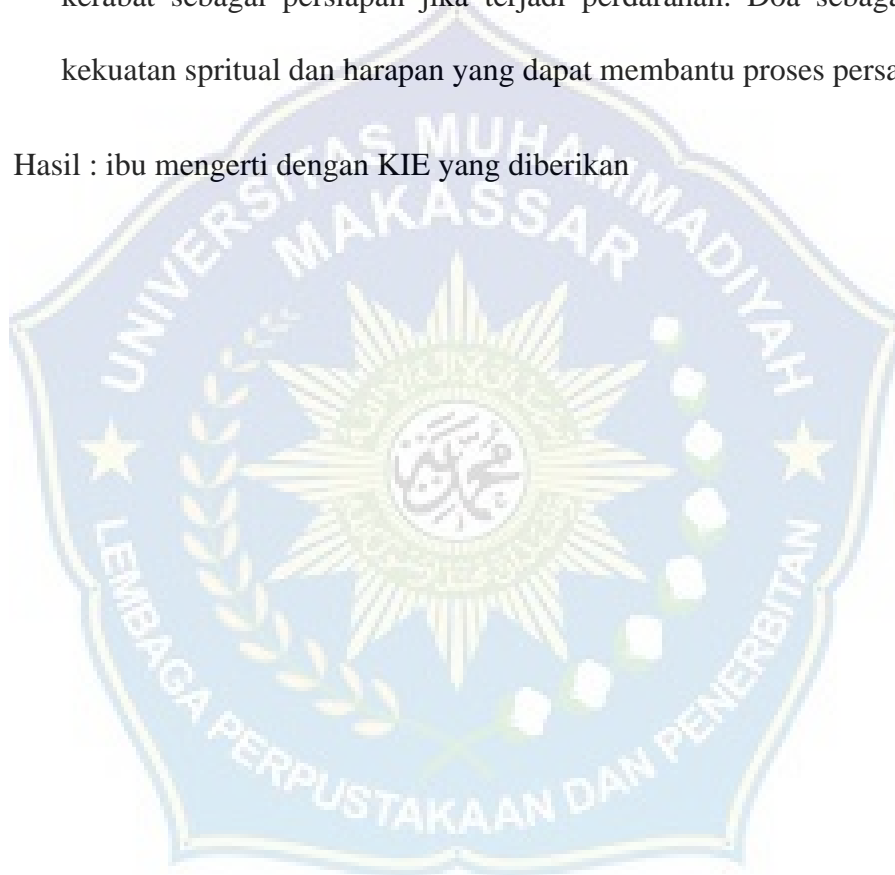 kerabat sebagai persiapan jika terjadi perdarahan. Doa sebaga
kekuatan spritual dan harapan yang dapat membantu proses persa
Hasil : ibu mengerti dengan KIE yang diberikan
UNIVERSITAS MUHAMMADIYAH
MAKASSAR
LEMBAGA PERPUSTAKAAN DAN PENERBITAN